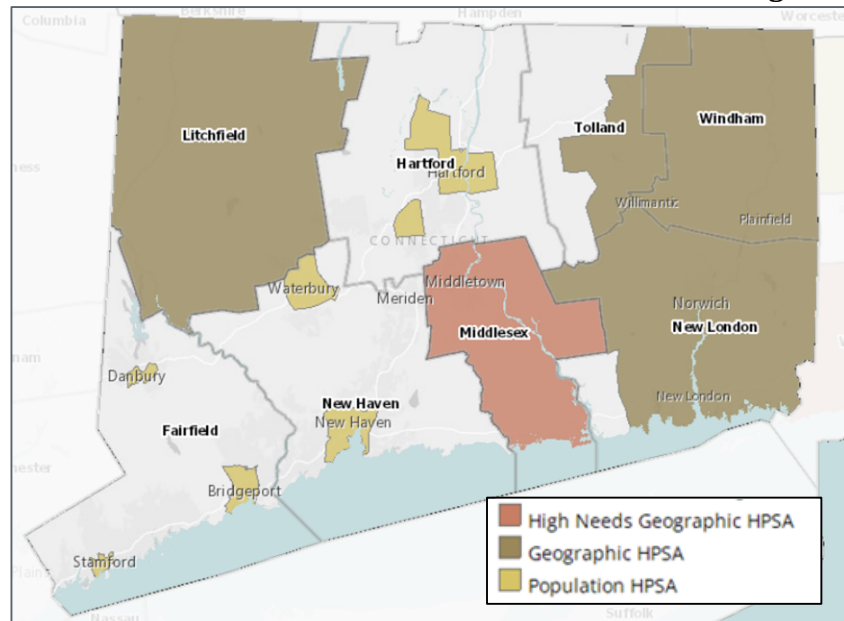 Columbia
Berkshire
Hampden
Worcester
Litchfield
Tolland
Windham
Hartford
Hartford
Willimantic
Plainfield
CONNECTICUT
Waterbury
Meriden
Middletown
Norwich
Middlesex
New London
Danbury
New Haven
New Haven
New London
Fairfield
Bridgeport
Stamford
High Needs Geographic HPSA
Geographic HPSA
Population HPSA
Nassau
Suffolk